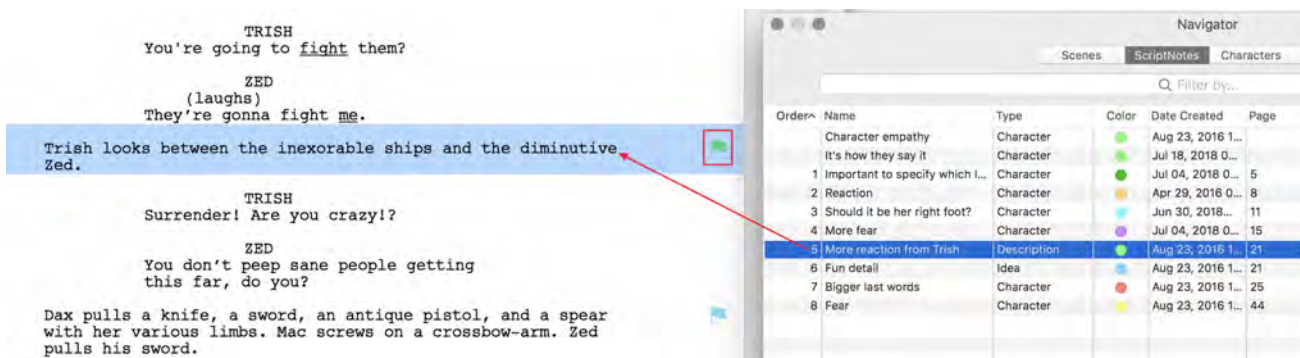 TRISH
You're going to fight them?
ZED
(laughs)
They're gonna fight me.
Trish looks between the inexorable ships and the diminutive
Zed.
TRISH
Surrender! Are you crazy!?
ZED
You don't peep sane people getting
this far, do you?
Dax pulls a knife, a sword, an antique pistol, and a spear
with her various limbs. Mac screws on a crossbow-arm. Zed
pulls his sword.
Navigator
Scenes ScriptNotes Characters
Filter by...
Order Name Type Color Date Created Page
Character empathy Character Aug 23, 2016 1...
It's how they say it Character Jul 18, 2018 0...
1 Important to specify which l... Character Jul 04, 2018 0... 5
2 Reaction Character Apr 29, 2016 0... 8
3 Should it be her right foot? Character Jun 30, 2018... 11
4 More fear Character Jul 04, 2018 0... 15
5 More reaction from Trish Description Aug 23, 2016 1... 21
6 Fun detail Idea Aug 23, 2016 1... 21
7 Bigger last words Character Aug 23, 2016 1... 25
8 Fear Character Aug 23, 2016 1... 44